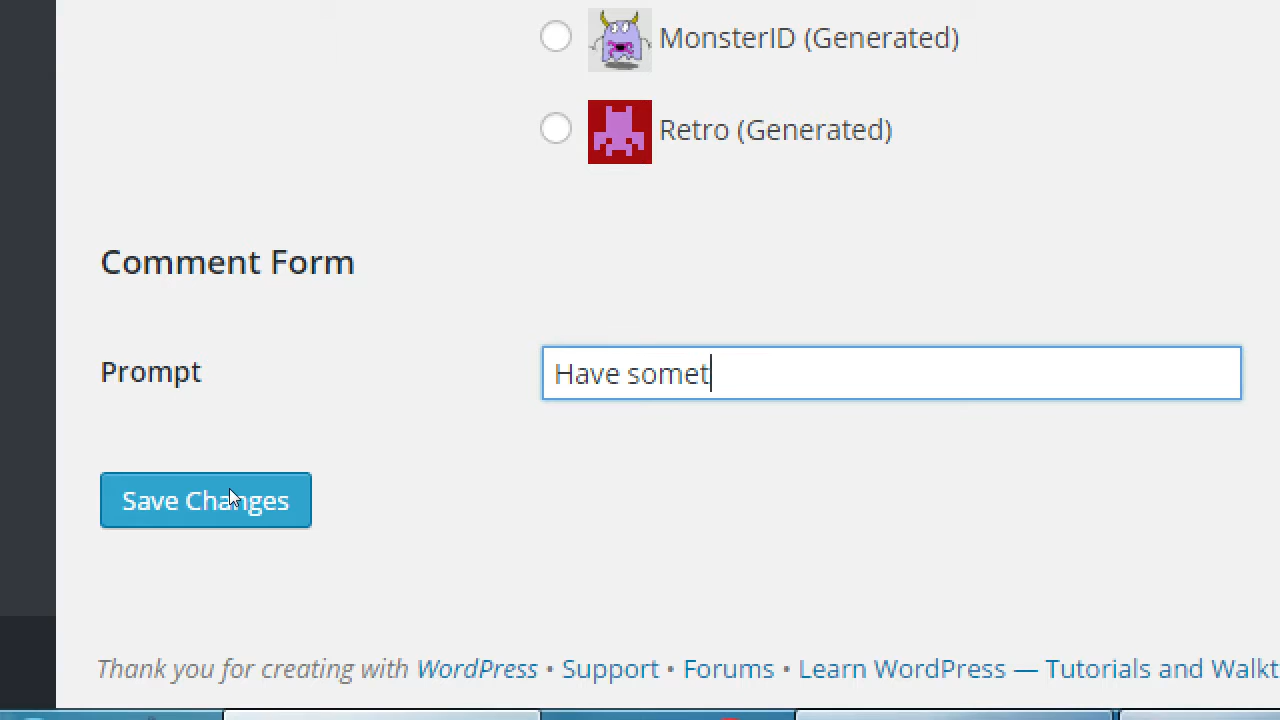 MonsterID (Generated)
Retro (Generated)
Comment Form
Prompt
Have somet
Save Changes
Thank you for creating with WordPress • Support • Forums • Learn WordPress — Tutorials and Walkt